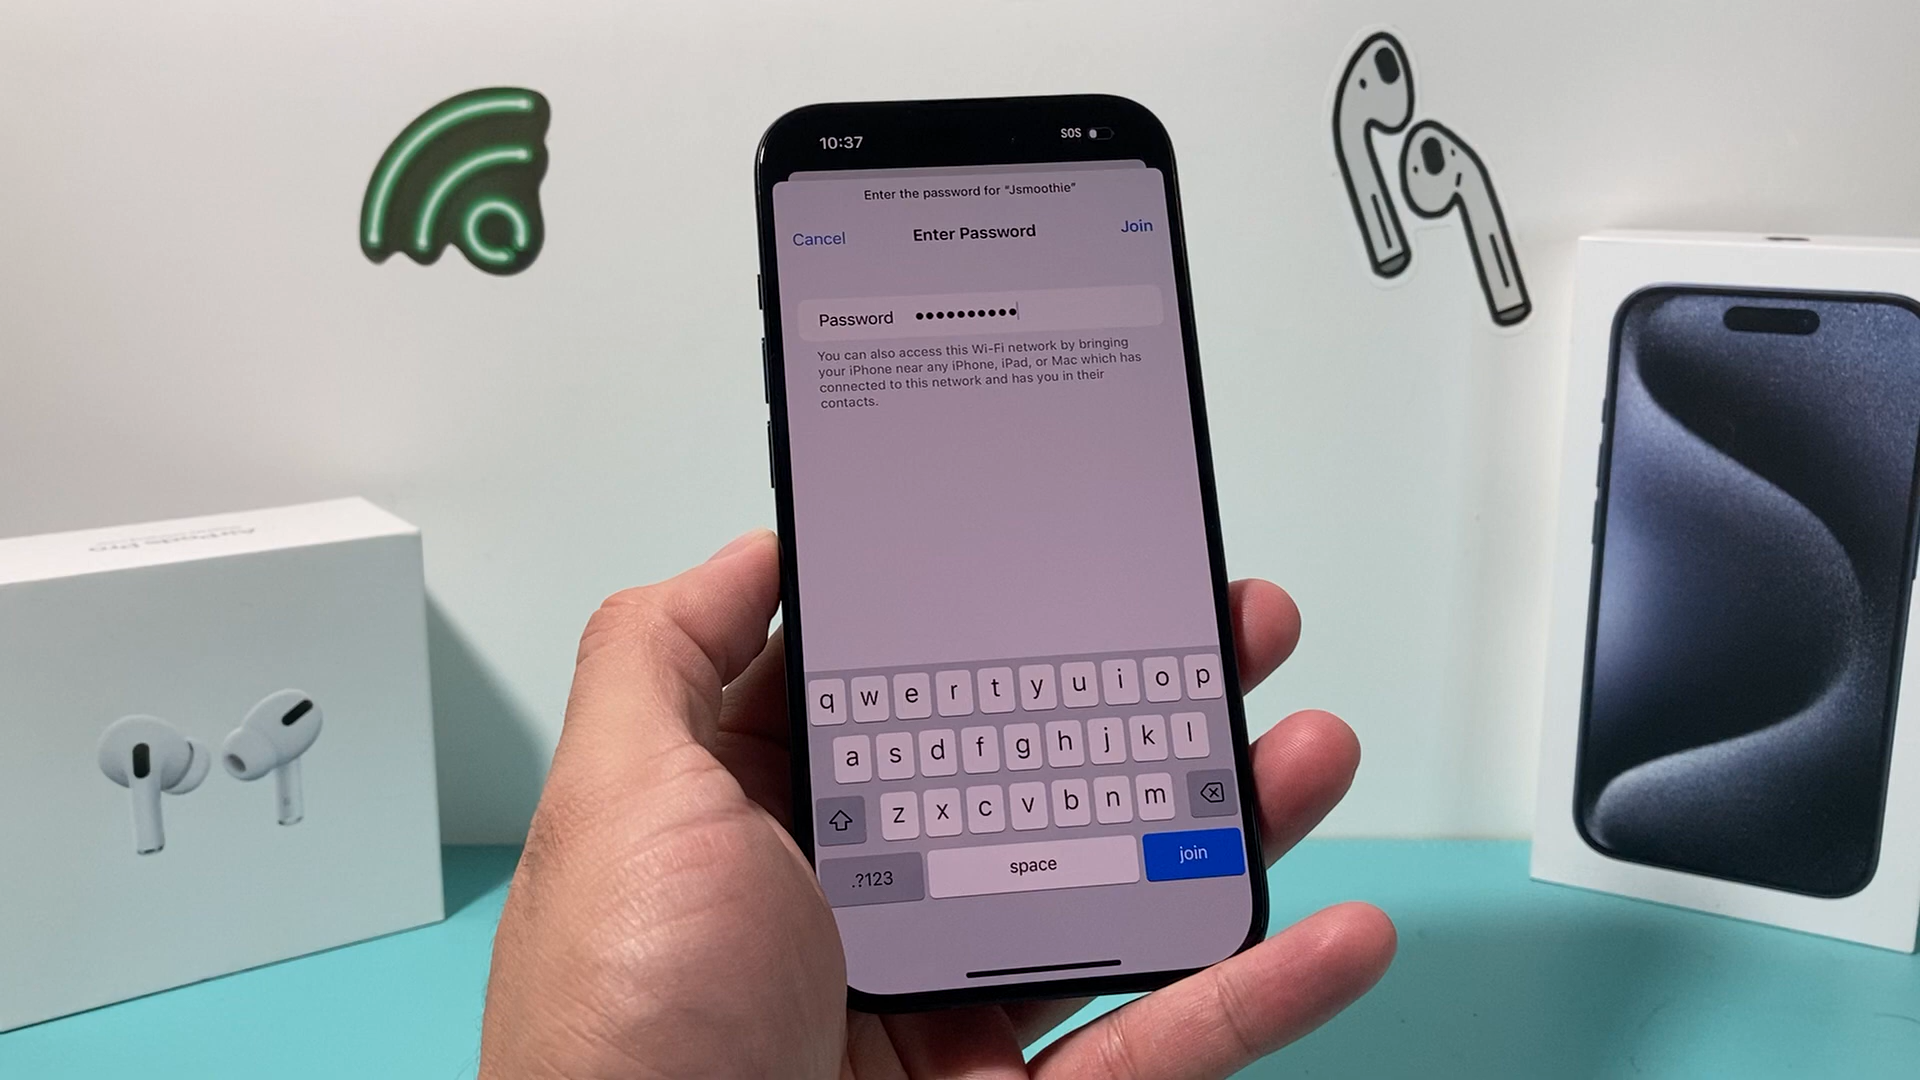 10:37
SOS
Enter the password for "Jsmoothie"
Cancel
Enter Password
Join
Password ••••••••••
You can also access this Wi-Fi network by bringing
your iPhone near any iPhone, iPad, or Mac which has
connected to this network and has you in their
contacts.
q w e r t y u i o p
a s d f g h j k l
z x c v b n m
.?123
space
join
AirPods Pro